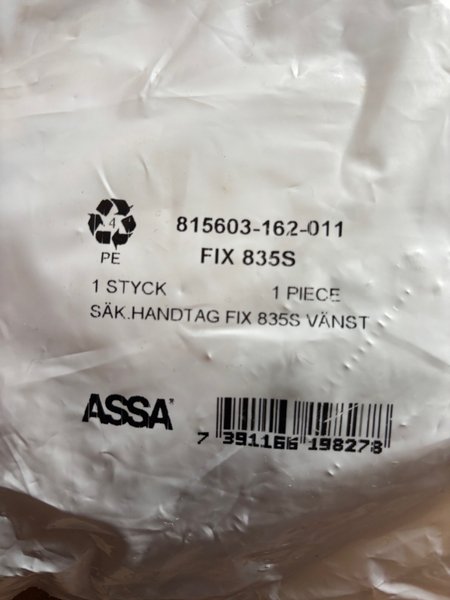 815603-162-011
4
PE
FIX 835S
1 STYCK 1 PIECE
SÄK.HANDTAG FIX 835S VÄNST
ASSA®
7 391166 198278